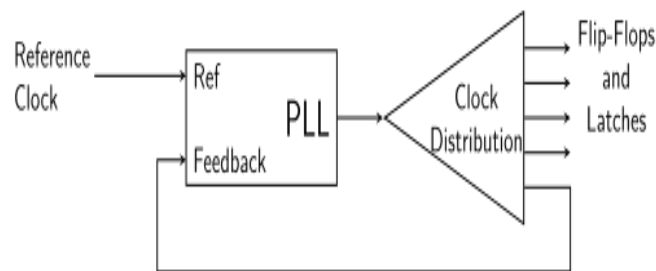 Reference
Clock
Ref
PLL
Feedback
Clock
Distribution
Flip-Flops
and
Latches